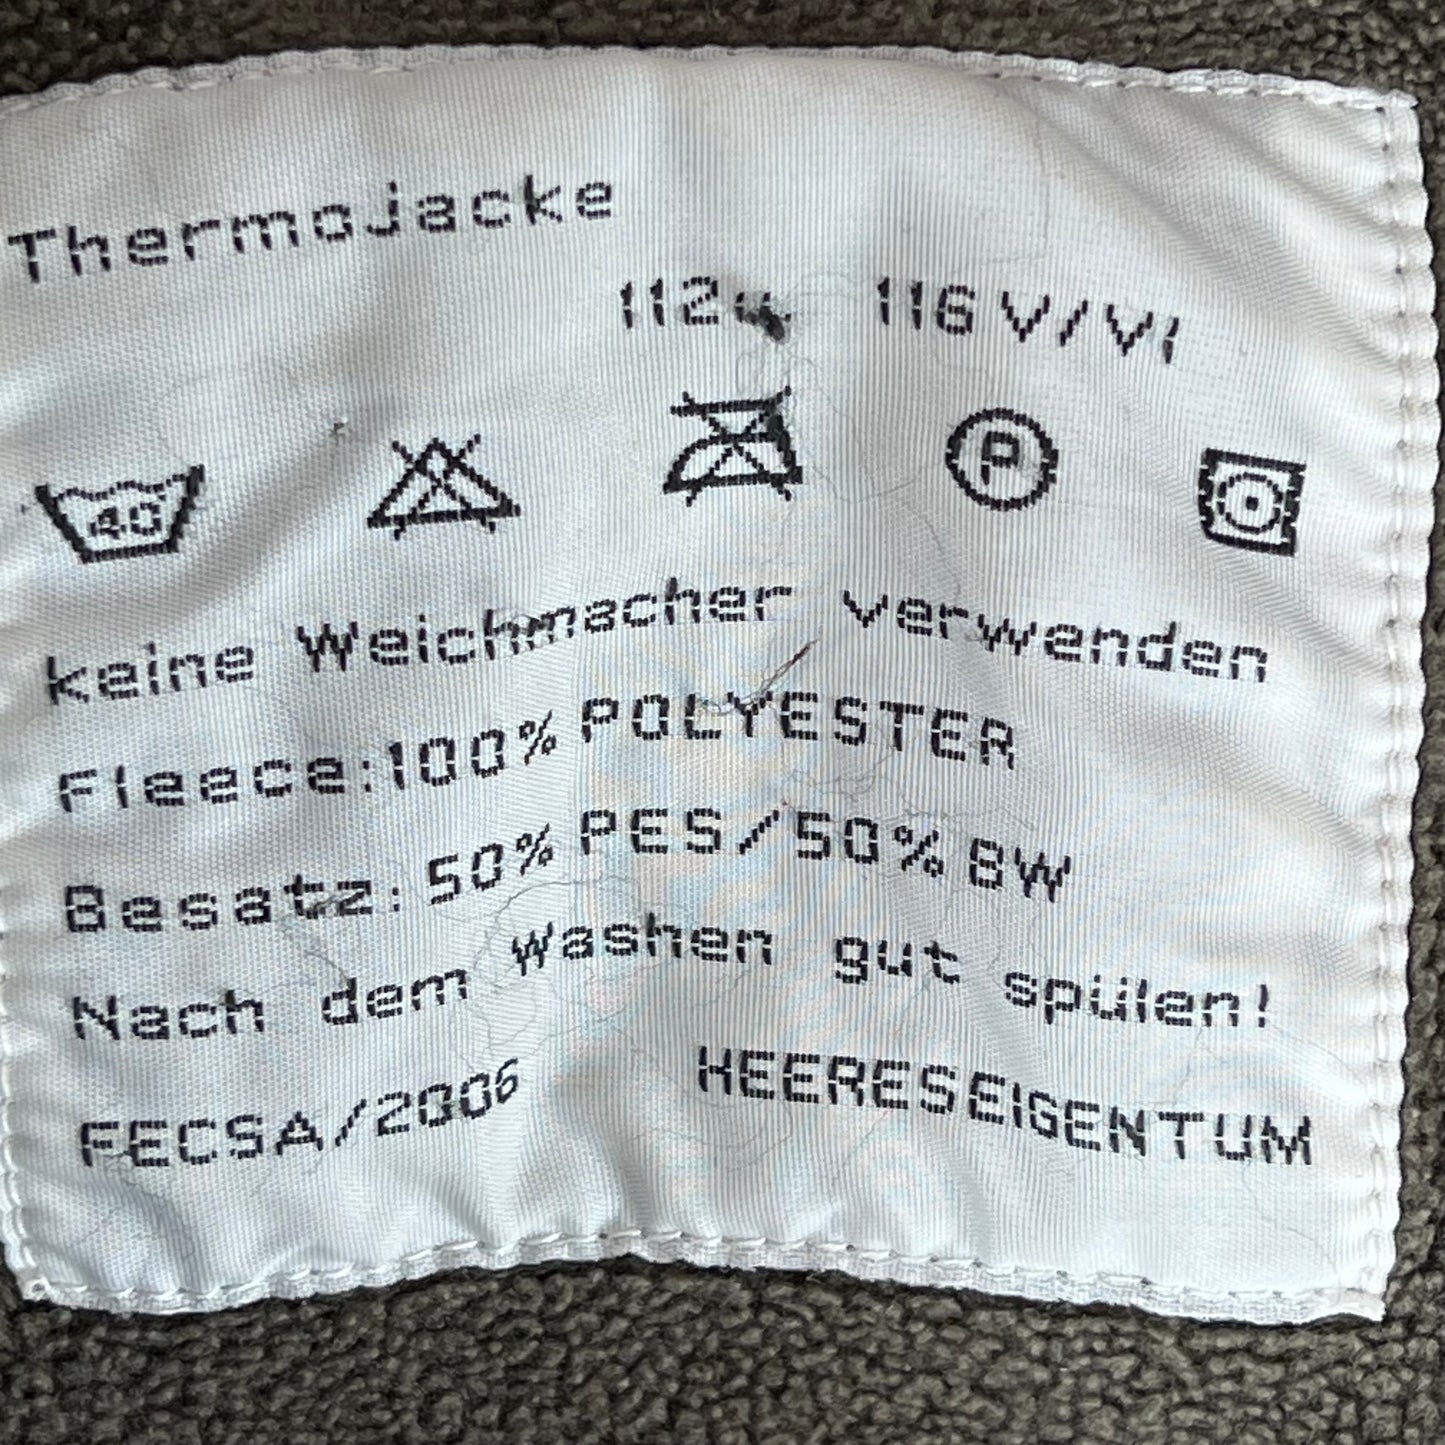 Thermojacke
112u 116 V/VI
40 P
keine Weichmacher verwenden
Fleece:100% POLYESTER
Besatz: 50% PES/50% BW
Nach dem Washen gut spülen!
FECSA/2006 HEERESEIGENTUM